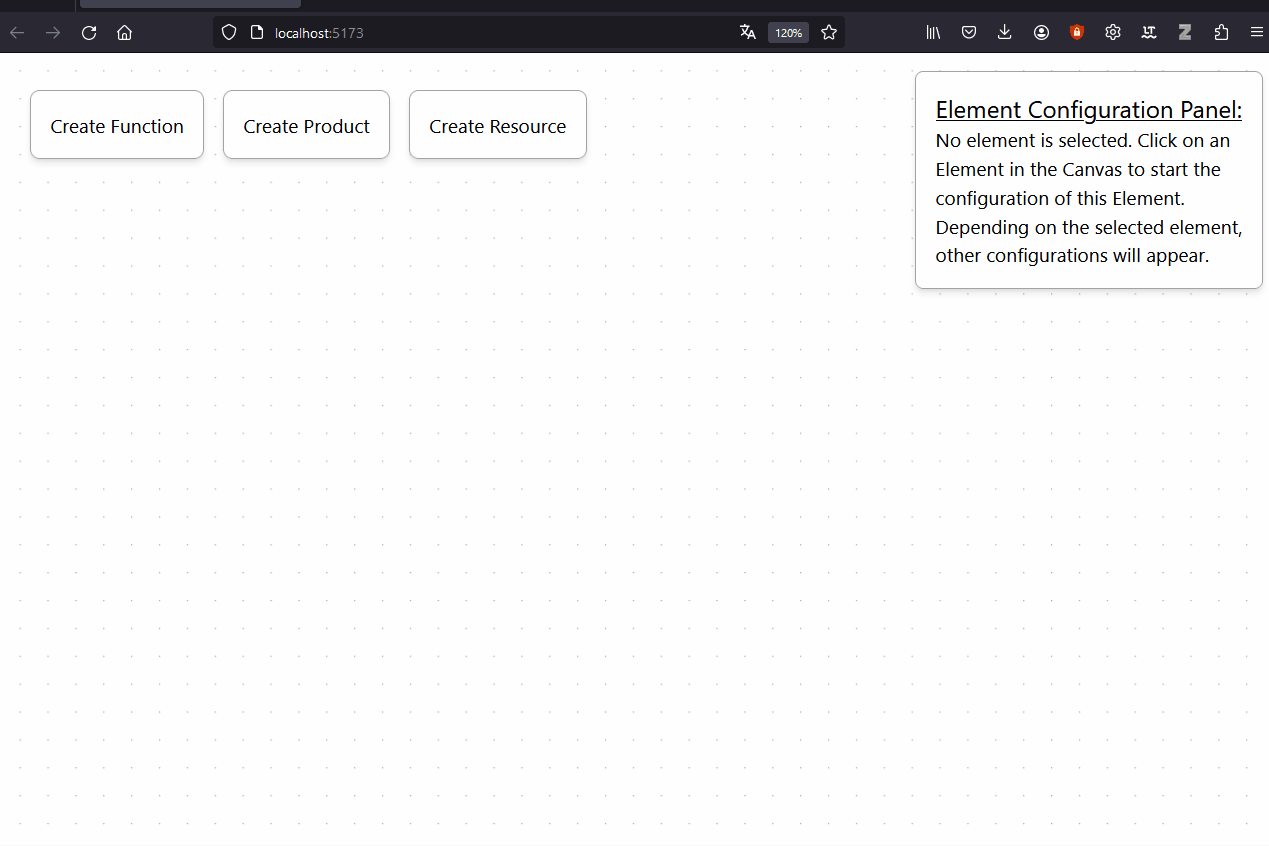 localhost:5173
120%
Create Function
Create Product
Create Resource
Element Configuration Panel:
No element is selected. Click on an
Element in the Canvas to start the
configuration of this Element.
Depending on the selected element,
other configurations will appear.